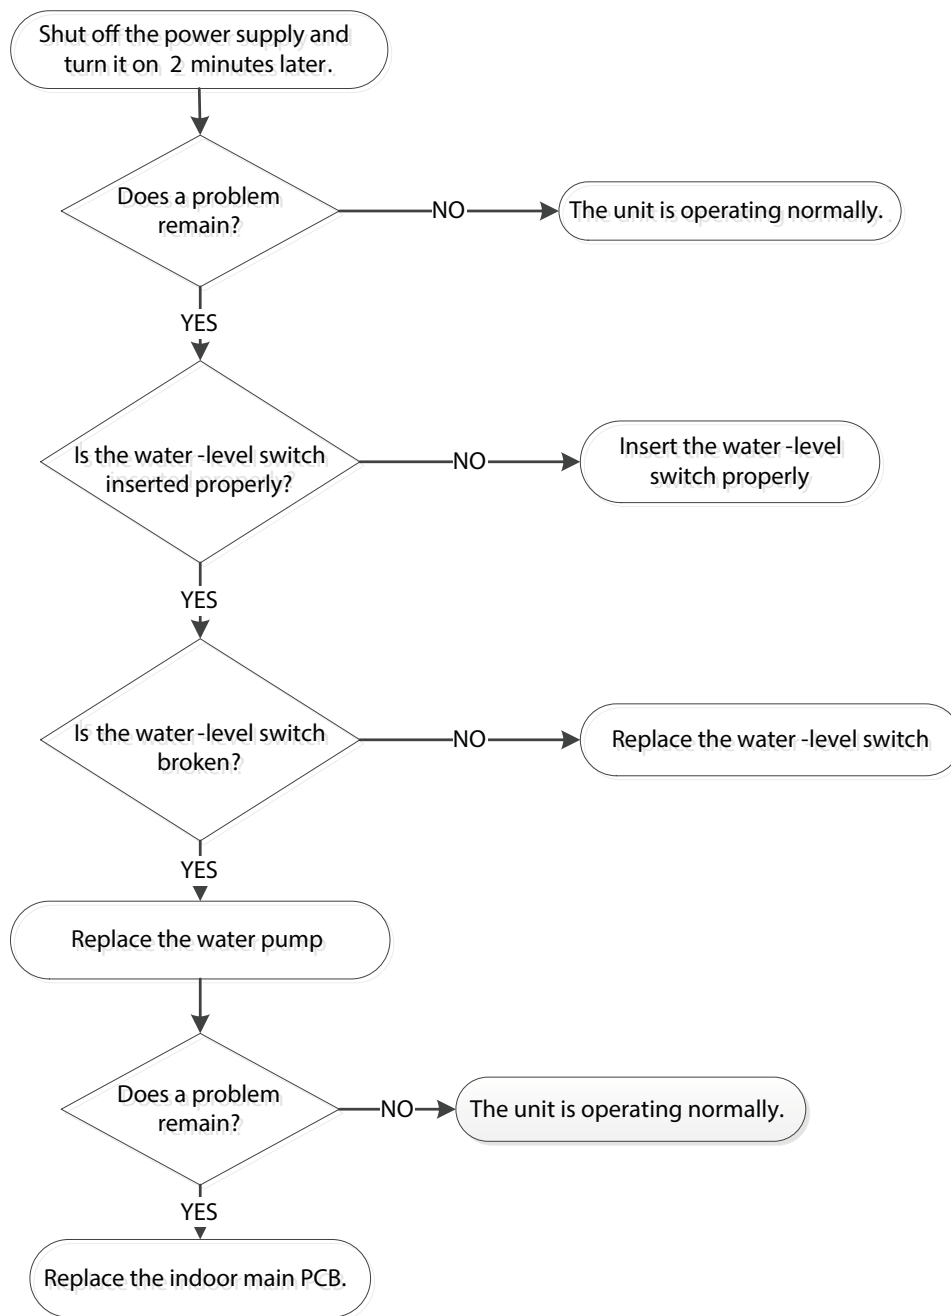 Shut off the power supply and
turn it on 2 minutes later.
Does a problem
remain?
NO
The unit is operating normally.
YES
Is the water -level switch
inserted properly?
NO
Insert the water -level
switch properly
YES
Is the water -level switch
broken?
NO
Replace the water -level switch
YES
Replace the water pump
Does a problem
remain?
NO
The unit is operating normally.
YES
Replace the indoor main PCB.